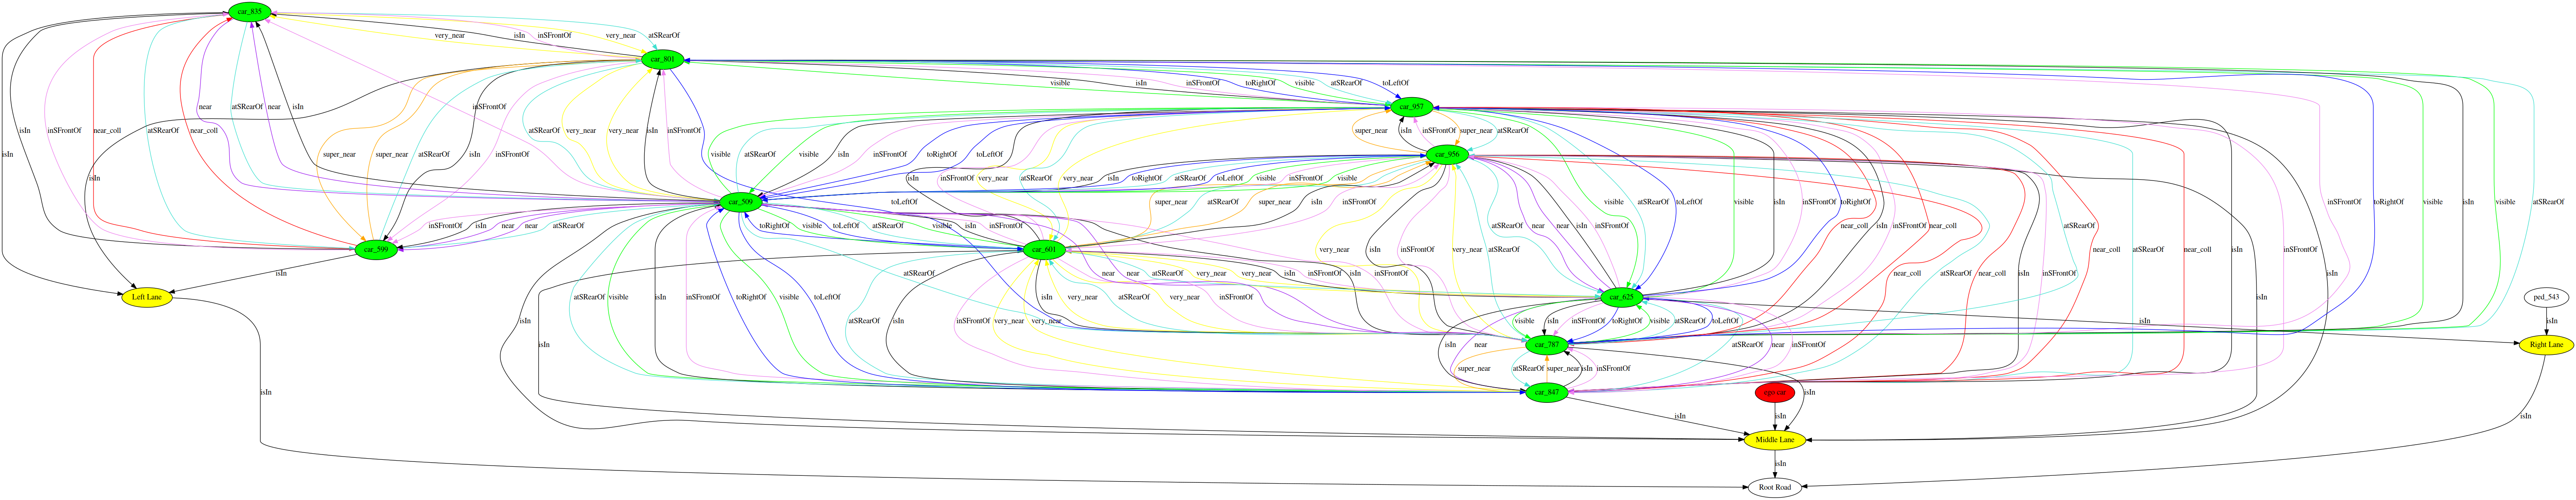 car_835
very_near isIn inSFrontOf very_near atSRearOf
car_801
visible isIn inSFrontOf toRightOf visible atSRearOf toLeftOf
car_957
isIn inSFrontOf near_coll atSRearOf near_coll near atSRearOf near inSFrontOf isIn atSRearOf very_near very_near isIn inSFrontOf super_near isIn inSFrontOf super_near atSRearOf
isIn super_near super_near atSRearOf isIn inSFrontOf visible atSRearOf visible isIn inSFrontOf toRightOf toLeftOf car_956
isIn inSFrontOf very_near atSRearOf very_near isIn toRightOf atSRearOf toLeftOf visible inSFrontOf visible atSRearOf near near isIn inSFrontOf visible atSRearOf toLeftOf visible isIn inSFrontOf toRightOf inSFrontOf toRightOf visible isIn visible atSRearOf
car_509
toLeftOf super_near atSRearOf super_near isIn inSFrontOf
inSFrontOf isIn near near atSRearOf toRightOf visible toLeftOf atSRearOf visible isIn inSFrontOf near_coll isIn inSFrontOf near_coll atSRearOf
car_599 car_601 very_near isIn inSFrontOf very_near atSRearOf atSRearOf near_coll isIn inSFrontOf
isIn atSRearOf near near atSRearOf very_near very_near isIn inSFrontOf isIn inSFrontOf near_coll atSRearOf near_coll isIn inSFrontOf isIn
Left Lane atSRearOf visible isIn inSFrontOf toRightOf visible toLeftOf atSRearOf isIn isIn very_near atSRearOf very_near inSFrontOf car_625 ped_543
isIn isIn inSFrontOf very_near very_near visible isIn inSFrontOf toRightOf visible atSRearOf toLeftOf isIn isIn
isIn isIn near car_787 atSRearOf near inSFrontOf Right Lane
super_near atSRearOf super_near isIn inSFrontOf
isIn car_847 ego car isIn
isIn isIn isIn
Middle Lane
isIn
Root Road